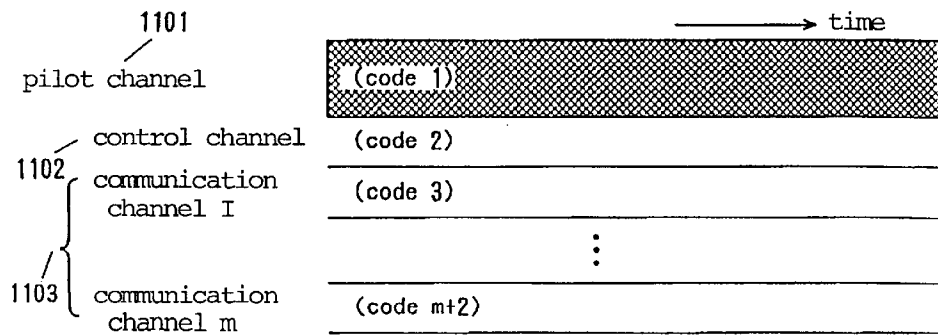 1101
time
pilot channel
(code 1)
control channel
(code 2)
1102
communication
channel I
(code 3)
1103
communication
channel m
(code m+2)